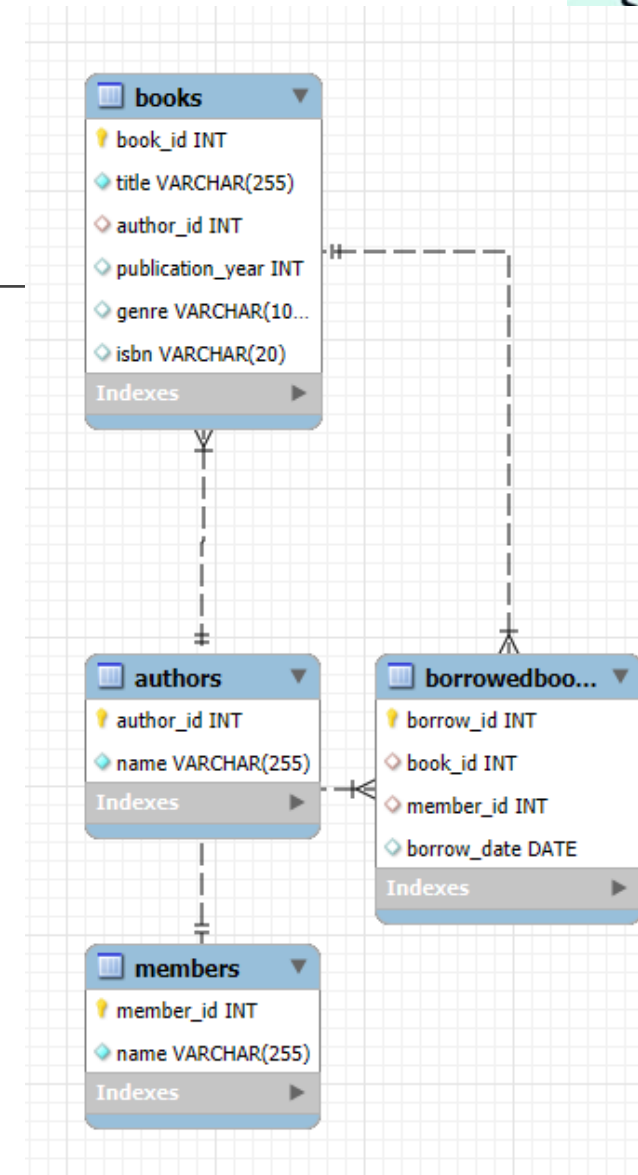 books
book_id INT
title VARCHAR(255)
author_id INT
publication_year INT
genre VARCHAR(10...
isbn VARCHAR(20)
Indexes
authors
author_id INT
name VARCHAR(255)
Indexes
borrowedboo...
borrow_id INT
book_id INT
member_id INT
borrow_date DATE
Indexes
members
member_id INT
name VARCHAR(255)
Indexes